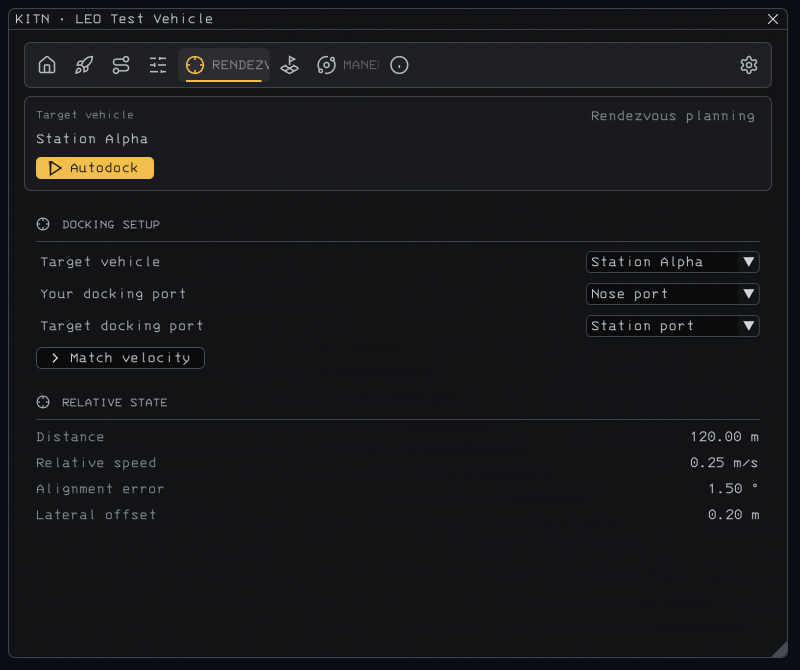 KITN · LEO Test Vehicle
RENDEZV
MANE
Target vehicle
Rendezvous planning
Station Alpha
Autodock
DOCKING SETUP
Target vehicle
Station Alpha
Your docking port
Nose port
Target docking port
Station port
Match velocity
RELATIVE STATE
Distance
120.00 m
Relative speed
0.25 m/s
Alignment error
1.50 °
Lateral offset
0.20 m